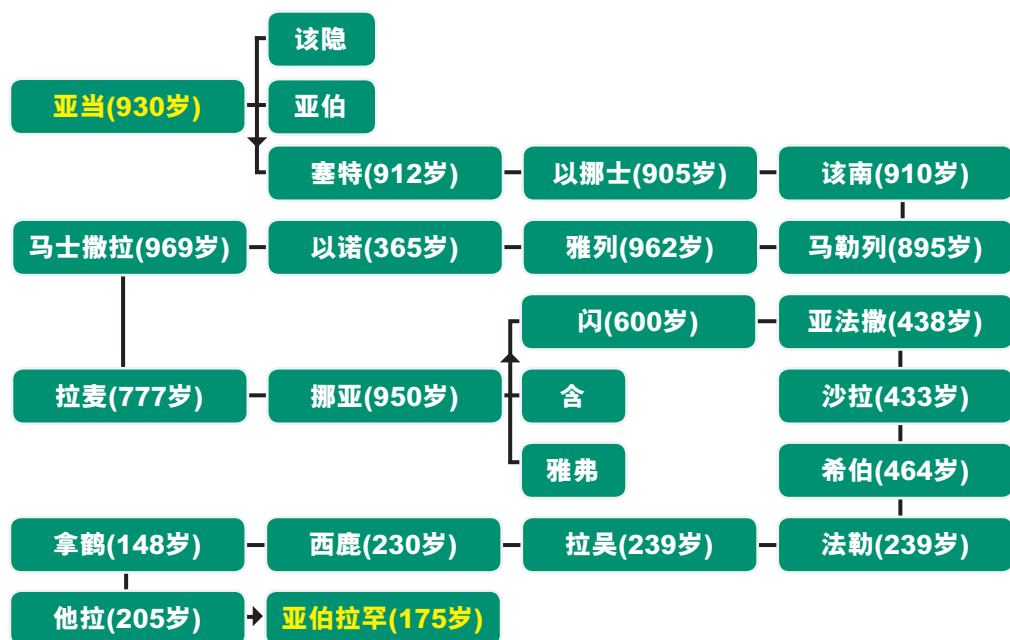 该隐
亚当(930岁)
亚伯
塞特(912岁)
以挪士(905岁)
该南(910岁)
马士撒拉(969岁)
以诺(365岁)
雅列(962岁)
马勒列(895岁)
闪(600岁)
亚法撒(438岁)
拉麦(777岁)
挪亚(950岁)
含
沙拉(433岁)
雅弗
希伯(464岁)
拿鹤(148岁)
西鹿(230岁)
拉吴(239岁)
法勒(239岁)
他拉(205岁)
亚伯拉罕(175岁)